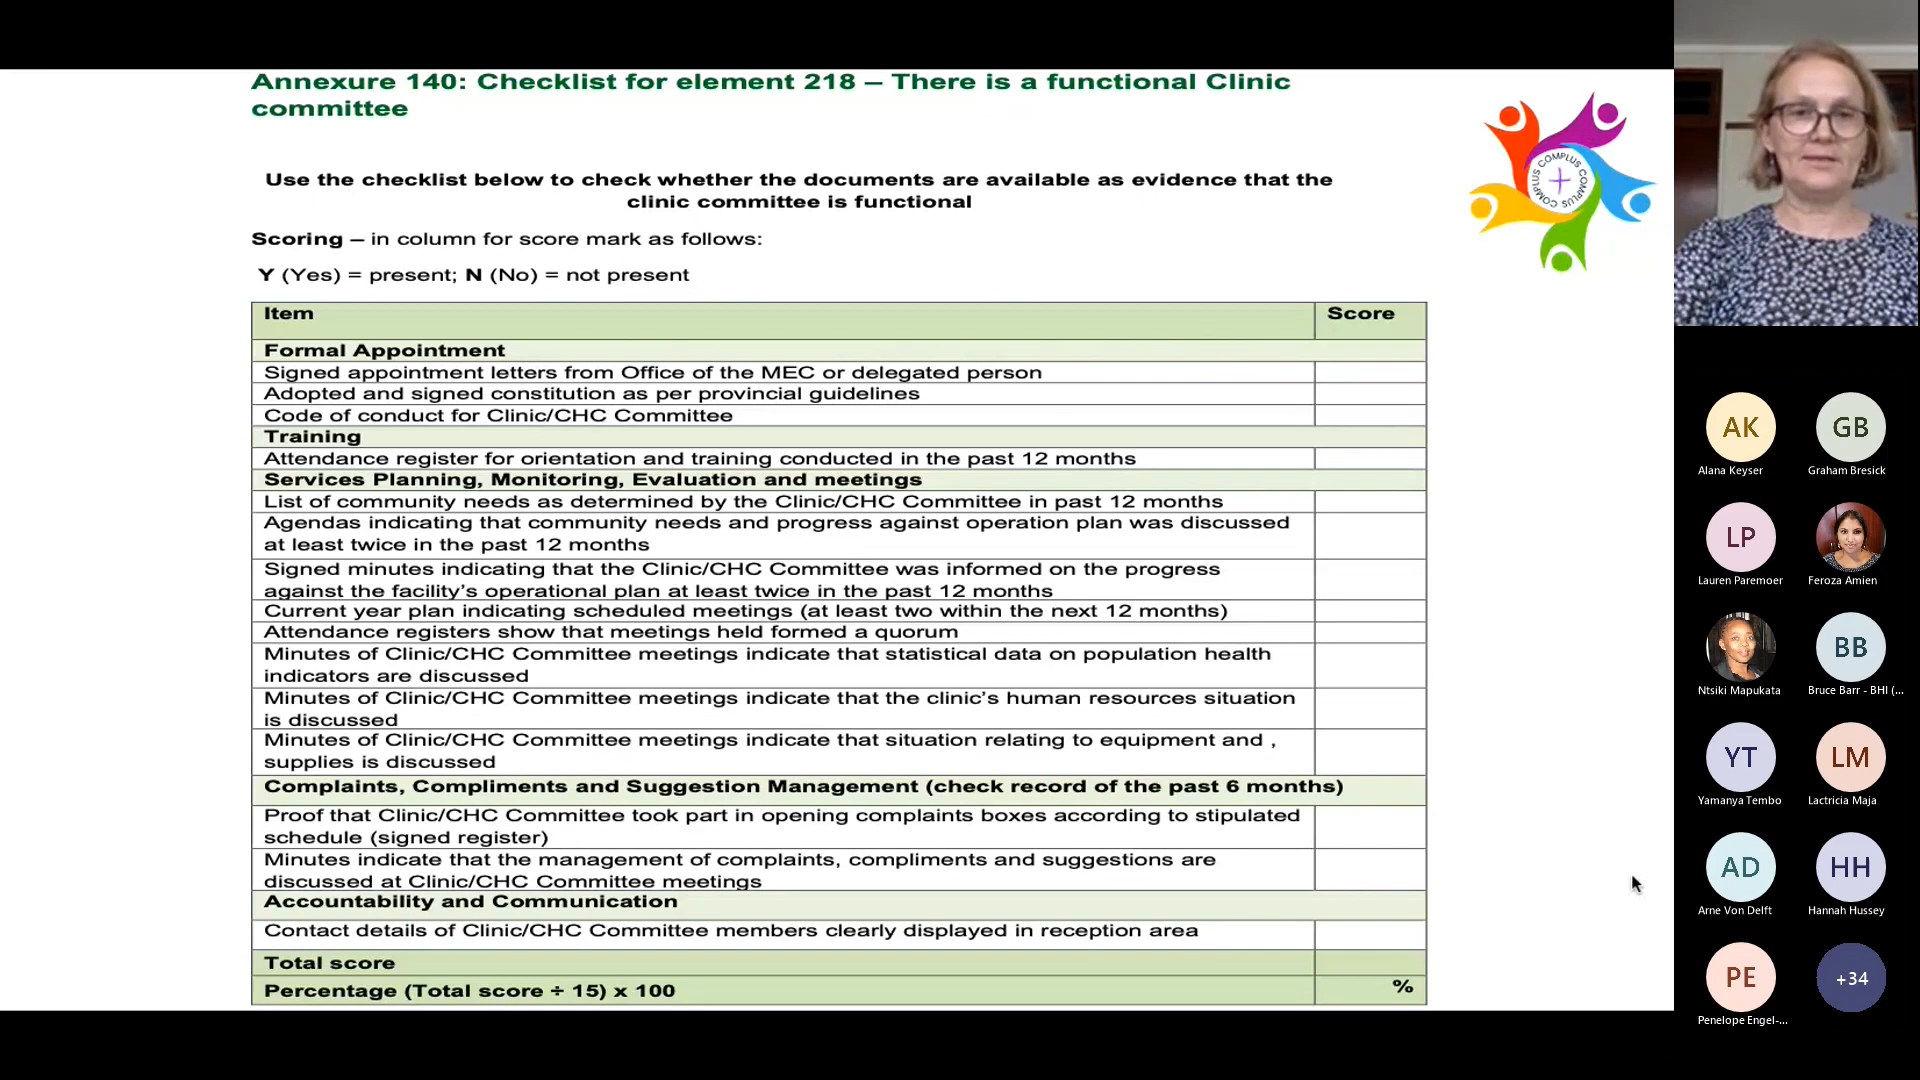 Annexure 140: Checklist for element 218 – There is a functional Clinic
committee
Use the checklist below to check whether the documents are available as evidence that the
clinic committee is functional
Scoring – in column for score mark as follows:
Y (Yes) = present; N (No) = not present
Item Score
Formal Appointment
Signed appointment letters from Office of the MEC or delegated person
Adopted and signed constitution as per provincial guidelines
Code of conduct for Clinic/CHC Committee
Training
Attendance register for orientation and training conducted in the past 12 months
Services Planning, Monitoring, Evaluation and meetings
List of community needs as determined by the Clinic/CHC Committee in past 12 months
Agendas indicating that community needs and progress against operation plan was discussed
at least twice in the past 12 months
Signed minutes indicating that the Clinic/CHC Committee was informed on the progress
against the facility's operational plan at least twice in the past 12 months
Current year plan indicating scheduled meetings (at least two within the next 12 months)
Attendance registers show that meetings held formed a quorum
Minutes of Clinic/CHC Committee meetings indicate that statistical data on population health
indicators are discussed
Minutes of Clinic/CHC Committee meetings indicate that the clinic's human resources situation
is discussed
Minutes of Clinic/CHC Committee meetings indicate that situation relating to equipment and ,
supplies is discussed
Complaints, Compliments and Suggestion Management (check record of the past 6 months)
Proof that Clinic/CHC Committee took part in opening complaints boxes according to stipulated
schedule (signed register)
Minutes indicate that the management of complaints, compliments and suggestions are
discussed at Clinic/CHC Committee meetings
Accountability and Communication
Contact details of Clinic/CHC Committee members clearly displayed in reception area
Total score
Percentage (Total score ÷ 15) x 100 %
COMPLUS COMPLUS COMPLUS
AK GB
Alana Keyser Graham Bresick
LP
Lauren Paremoer Feroza Amien
BB
Ntsiki Mapukata Bruce Barr - BHI (...
YT LM
Yamanya Tembo Lactricia Maja
AD HH
Arne Von Delft Hannah Hussey
PE +34
Penelope Engel-...